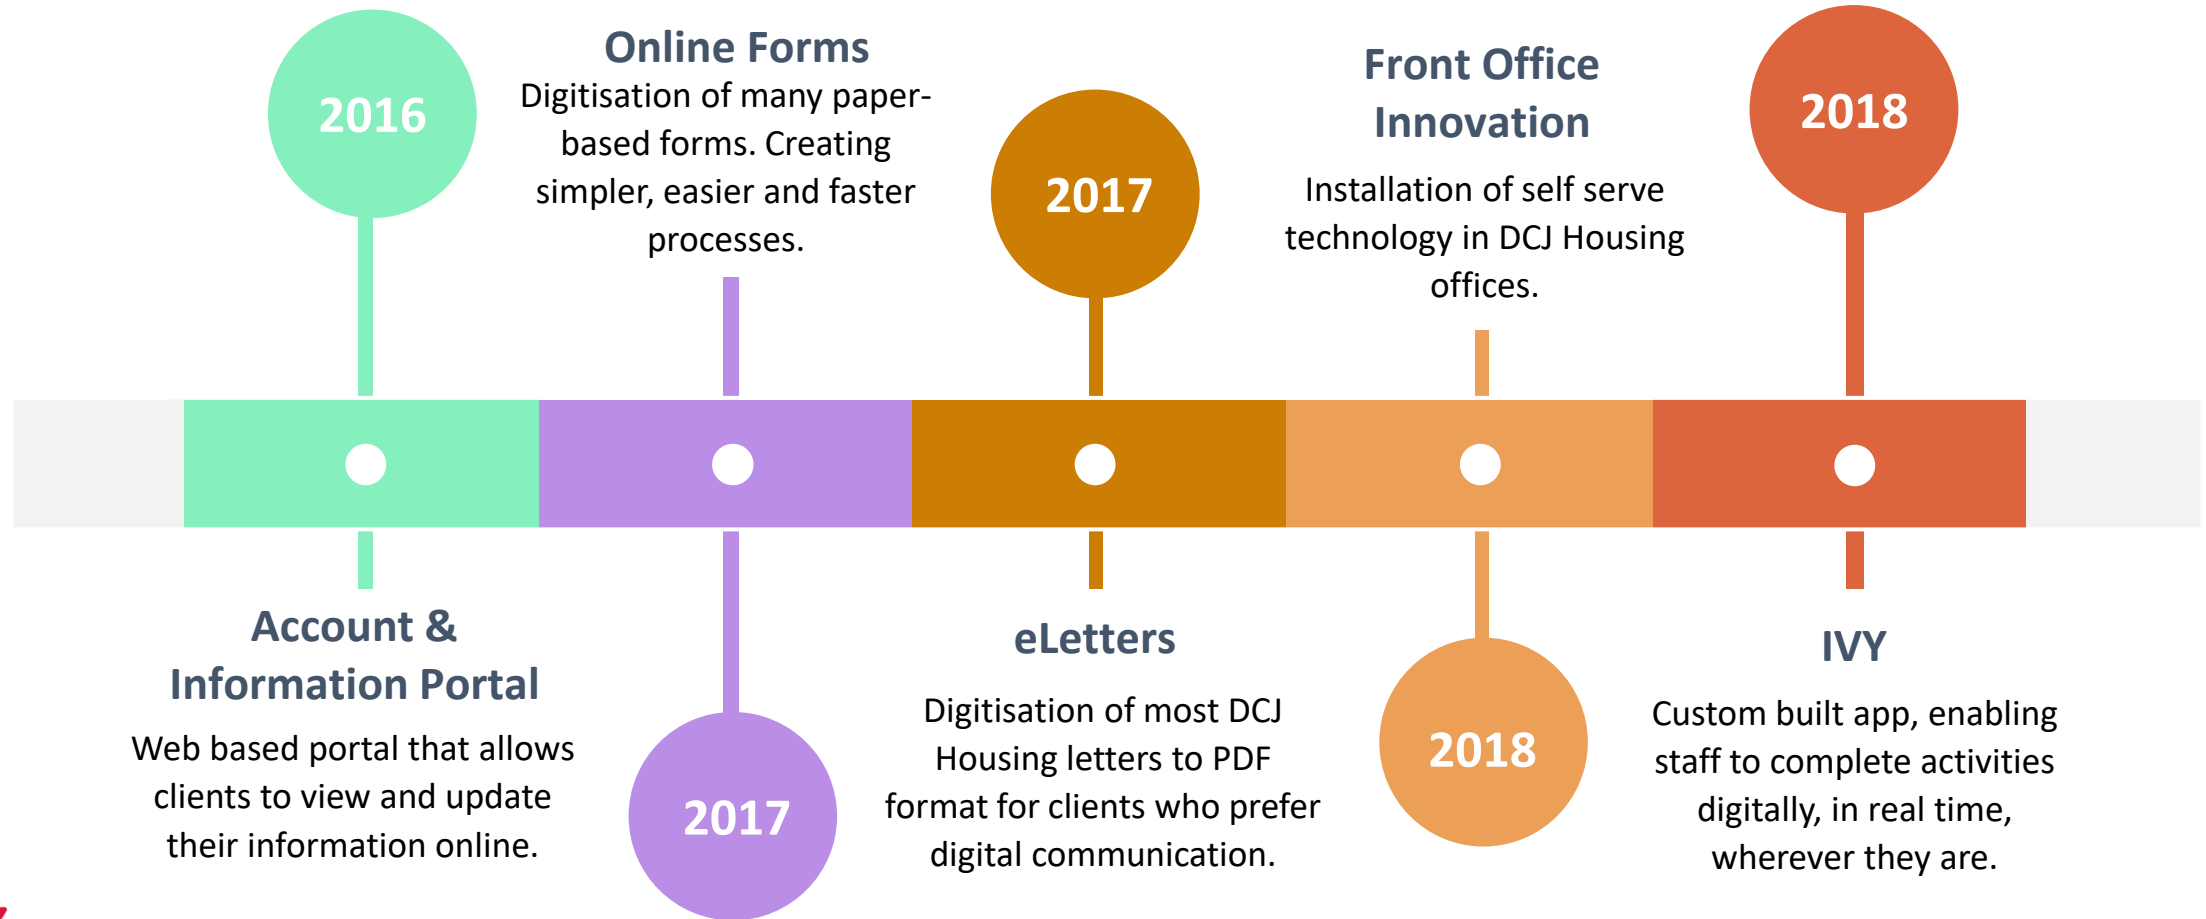 2016
Account &
Information Portal
Web based portal that allows
clients to view and update
their information online.
Online Forms
Digitisation of many paper-
based forms. Creating
simpler, easier and faster
processes.
2017
2017
eLetters
Digitisation of most DCJ
Housing letters to PDF
format for clients who prefer
digital communication.
Front Office
Innovation
Installation of self serve
technology in DCJ Housing
offices.
2018
2018
IVY
Custom built app, enabling
staff to complete activities
digitally, in real time,
wherever they are.